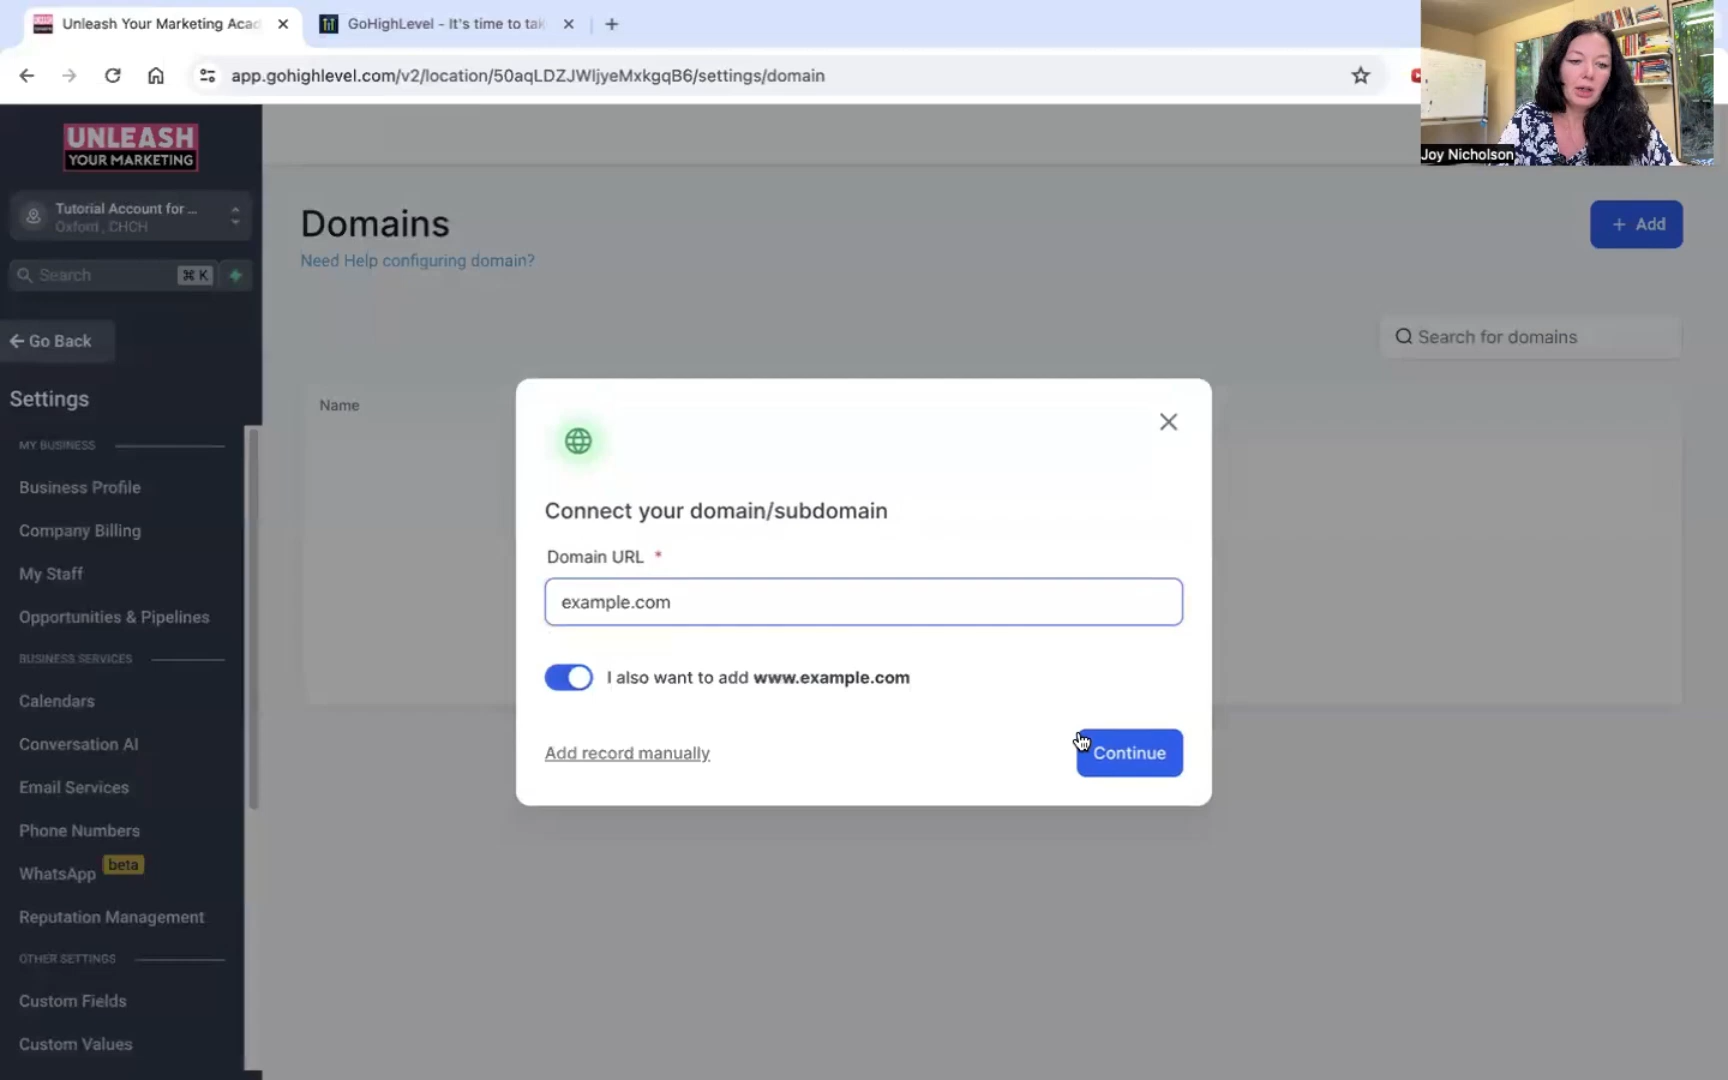 Unleash Your Marketing Acad
GoHighLevel - It's time to tak
app.gohighlevel.com/v2/location/50aqLDZJWljyeMxkgqB6/settings/domain
Joy Nicholson
UNLEASH
YOUR MARKETING
Tutorial Account for ...
Oxford , CHCH
Search
⌘ K
Go Back
Settings
MY BUSINESS
Business Profile
Company Billing
My Staff
Opportunities & Pipelines
BUSINESS SERVICES
Calendars
Conversation AI
Email Services
Phone Numbers
WhatsApp beta
Reputation Management
OTHER SETTINGS
Custom Fields
Custom Values
Domains
Need Help configuring domain?
+ Add
Search for domains
Name
Connect your domain/subdomain
Domain URL *
example.com
I also want to add www.example.com
Add record manually
Continue